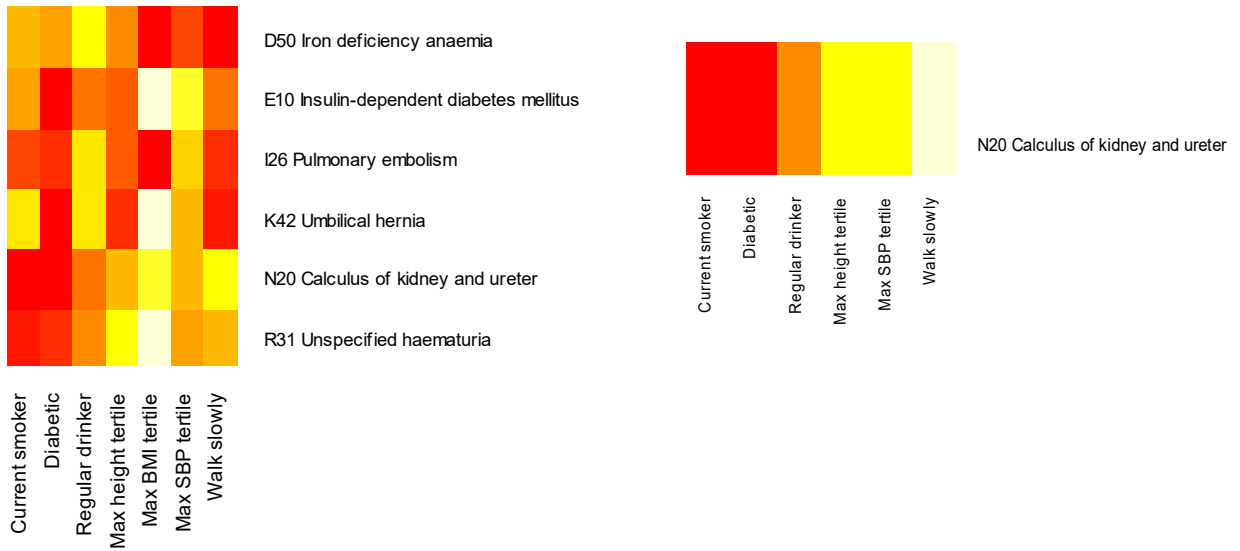 D50 Iron deficiency anaemia
E10 Insulin-dependent diabetes mellitus
I26 Pulmonary embolism
K42 Umbilical hernia
N20 Calculus of kidney and ureter
R31 Unspecified haematuria
Current smoker
Diabetic
Regular drinker
Max height tertile
Max BMI tertile
Max SBP tertile
Walk slowly
N20 Calculus of kidney and ureter
Current smoker
Diabetic
Regular drinker
Max height tertile
Max SBP tertile
Walk slowly